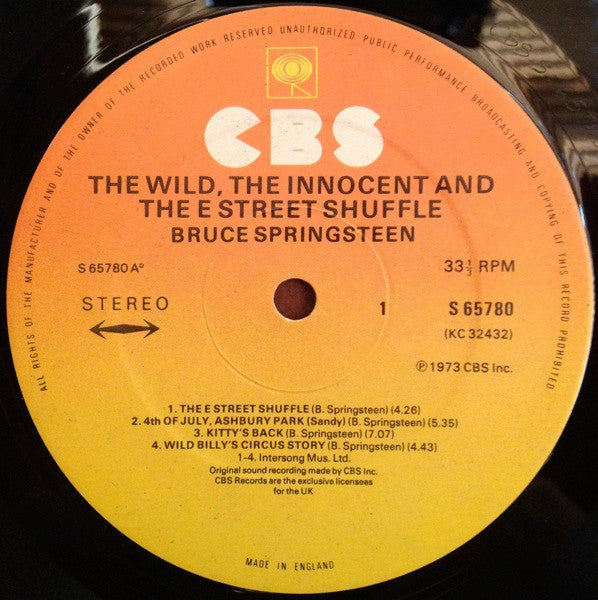 ALL RIGHTS OF THE MANUFACTURER AND OF THE OWNER OF THE RECORDED WORK RESERVED UNAUTHORIZED PUBLIC PERFORMANCE BROADCASTING AND COPYING OF THIS RECORD PROHIBITED
CBS
THE WILD, THE INNOCENT AND
THE E STREET SHUFFLE
BRUCE SPRINGSTEEN
S 65780 Aº
33⅓ RPM
STEREO
1
S 65780
(KC 32432)
℗ 1973 CBS Inc.
1. THE E STREET SHUFFLE (B. Springsteen) (4.26)
2. 4th OF JULY, ASHBURY PARK (Sandy) (B. Springsteen) (5.35)
3. KITTY'S BACK (B. Springsteen) (7.07)
4. WILD BILLY'S CIRCUS STORY (B. Springsteen) (4.43)
1-4. Intersong Mus. Ltd.
Original sound recording made by CBS Inc.
CBS Records are the exclusive licensees
for the UK
MADE IN ENGLAND